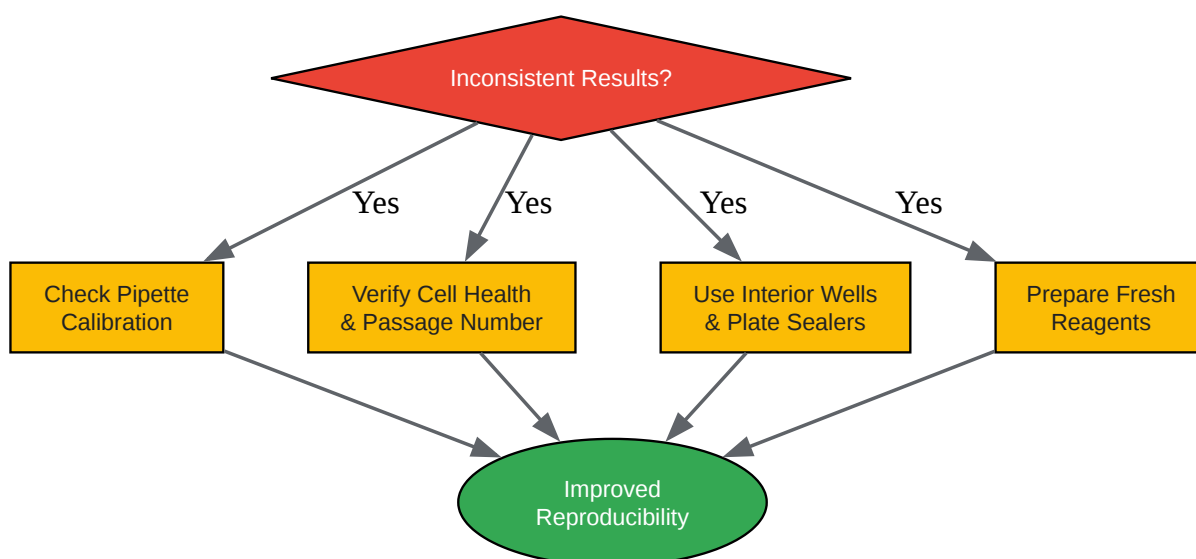 Inconsistent Results?
Yes
Yes
Yes
Yes
Check Pipette
Calibration
Verify Cell Health
& Passage Number
Use Interior Wells
& Plate Sealers
Prepare Fresh
Reagents
Improved
Reproducibility